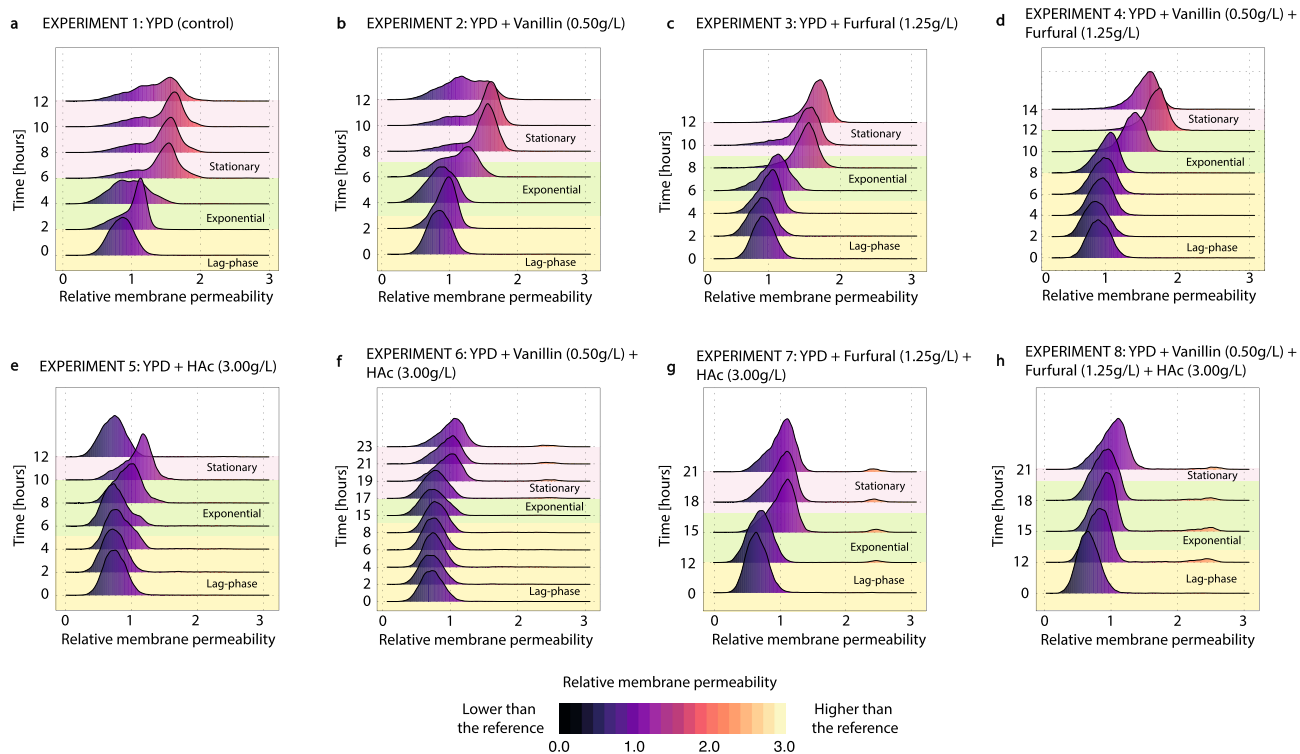 a EXPERIMENT 1: YPD (control)
Time [hours]
12
10
8
6
4
2
0
Stationary
Exponential
Lag-phase
0 1 2 3
Relative membrane permeability
b EXPERIMENT 2: YPD + Vanillin (0.50g/L)
Time [hours]
12
10
8
6
4
2
0
Stationary
Exponential
Lag-phase
0 1 2 3
Relative membrane permeability
c EXPERIMENT 3: YPD + Furfural (1.25g/L)
Time [hours]
12
10
8
6
4
2
0
Stationary
Exponential
Lag-phase
0 1 2 3
Relative membrane permeability
d EXPERIMENT 4: YPD + Vanillin (0.50g/L) +
Furfural (1.25g/L)
Time [hours]
14
12
10
8
6
4
2
0
Stationary
Exponential
Lag-phase
0 1 2 3
Relative membrane permeability
e EXPERIMENT 5: YPD + HAc (3.00g/L)
Time [hours]
12
10
8
6
4
2
0
Stationary
Exponential
Lag-phase
0 1 2 3
Relative membrane permeability
f EXPERIMENT 6: YPD + Vanillin (0.50g/L) +
HAc (3.00g/L)
Time [hours]
23
21
19
17
15
8
6
4
2
0
Stationary
Exponential
Lag-phase
0 1 2 3
Relative membrane permeability
g EXPERIMENT 7: YPD + Furfural (1.25g/L) +
HAc (3.00g/L)
Time [hours]
21
18
15
12
0
Stationary
Exponential
Lag-phase
0 1 2 3
Relative membrane permeability
h EXPERIMENT 8: YPD + Vanillin (0.50g/L) +
Furfural (1.25g/L) + HAc (3.00g/L)
Time [hours]
21
18
15
12
0
Stationary
Exponential
Lag-phase
0 1 2 3
Relative membrane permeability
Relative membrane permeability
Lower than
the reference
Higher than
the reference
0.0 1.0 2.0 3.0